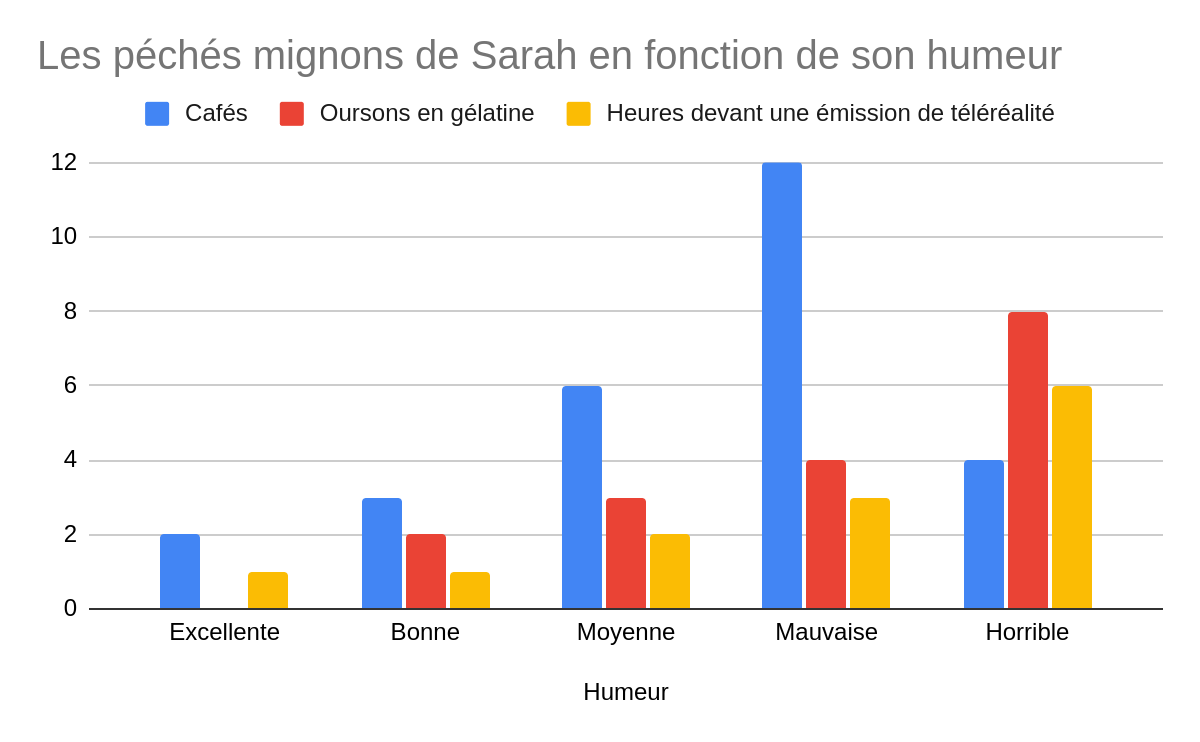 Les péchés mignons de Sarah en fonction de son humeur
Cafés Oursons en gélatine Heures devant une émission de téléréalité
12
10
8
6
4
2
0
Excellente Bonne Moyenne Mauvaise Horrible
Humeur